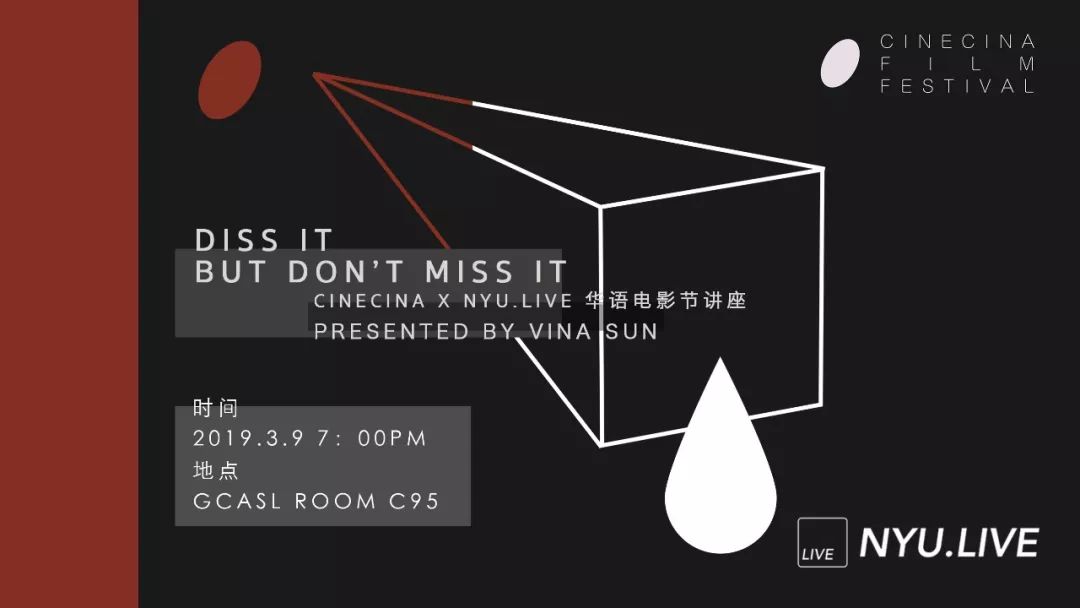 CINECINA
FILM
FESTIVAL
DISS IT
BUT DON’T MISS IT
CINECINA X NYU.LIVE 华语电影节讲座
PRESENTED BY VINA SUN
时间
2019.3.9 7：00PM
地点
GCASL ROOM C95
LIVE NYU.LIVE